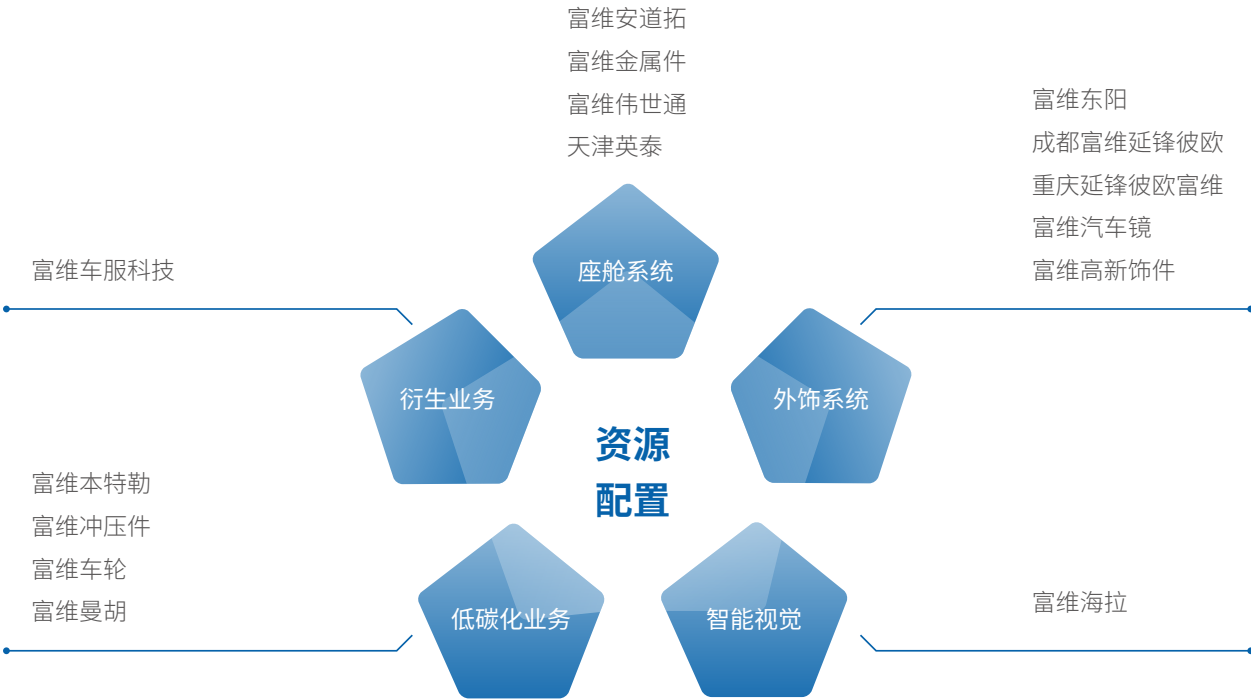 富维安道拓
富维金属件
富维伟世通
天津英泰
座舱系统
富维东阳
成都富维延锋彼欧
重庆延锋彼欧富维
富维汽车镜
富维高新饰件
外饰系统
富维车服科技
衍生业务
资源
配置
富维本特勒
富维冲压件
富维车轮
富维曼胡
低碳化业务
智能视觉
富维海拉